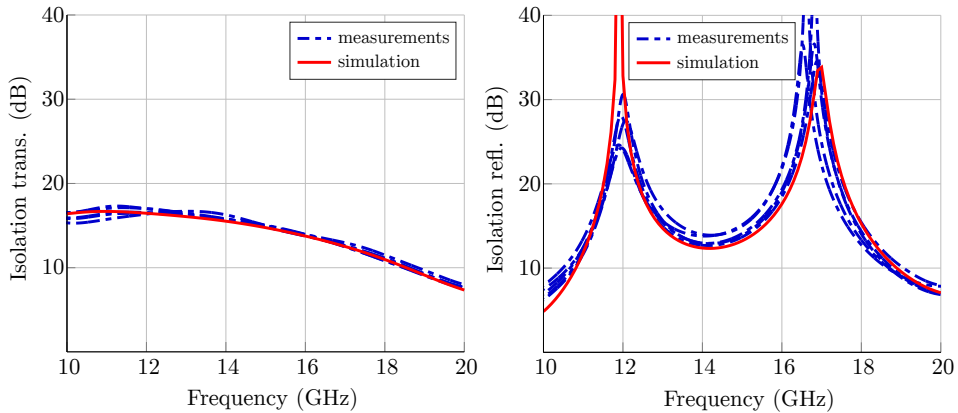 40
30
20
10
Isolation trans. (dB)
measurements
simulation
10 12 14 16 18 20
Frequency (GHz)
40
30
20
10
Isolation refl. (dB)
measurements
simulation
10 12 14 16 18 20
Frequency (GHz)